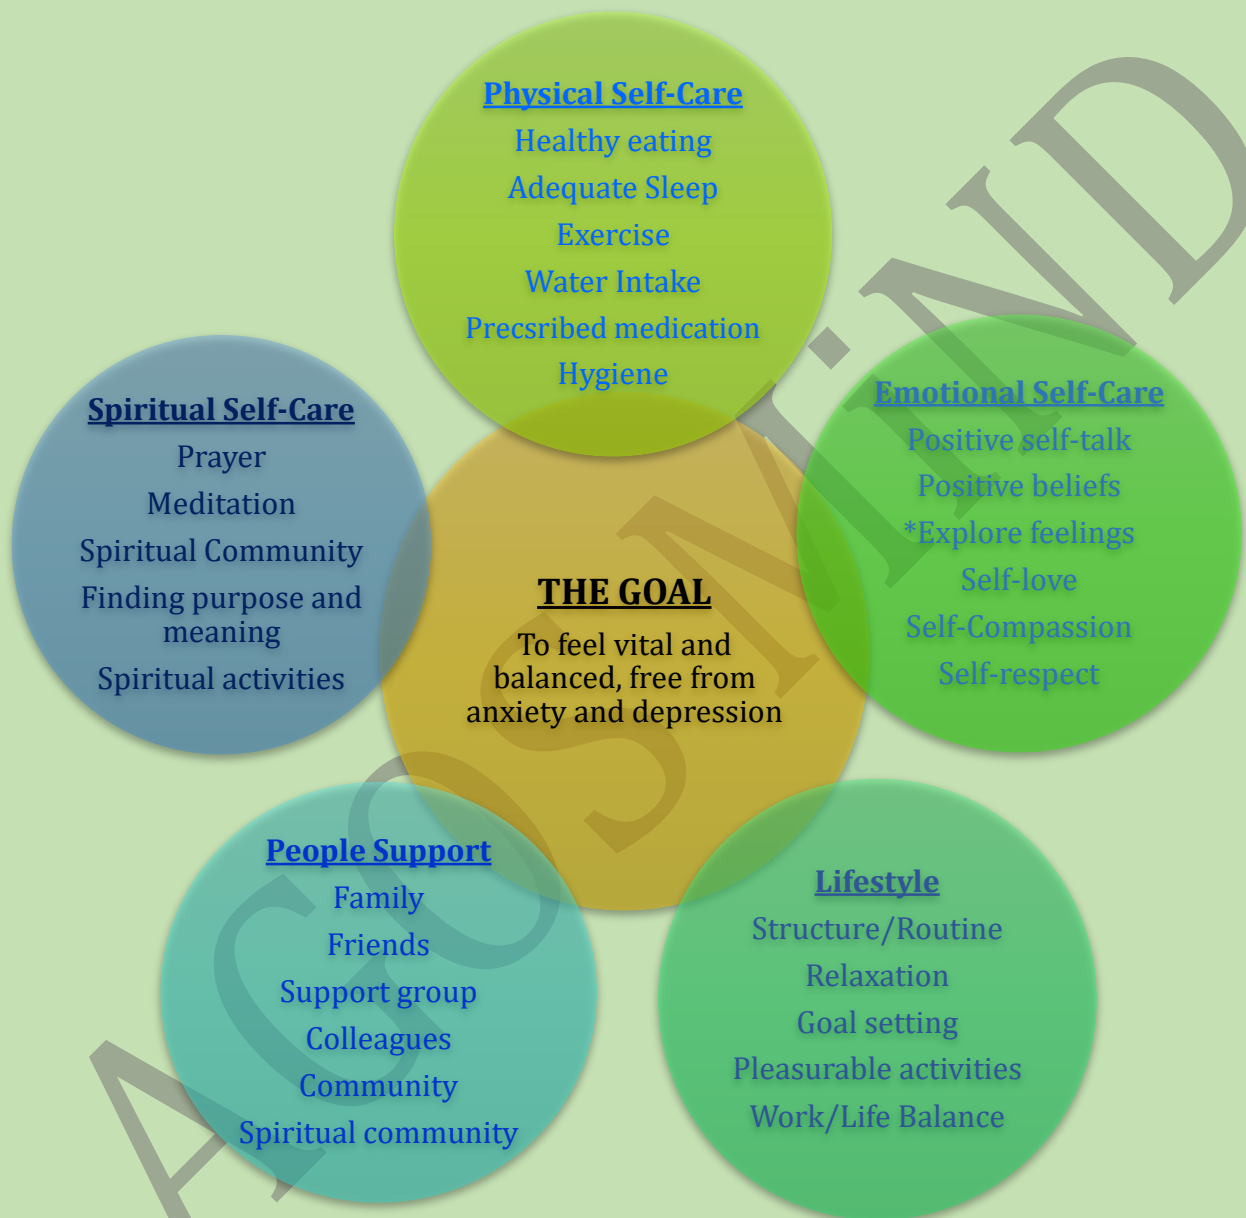 Physical Self-Care
Healthy eating
Adequate Sleep
Exercise
Water Intake
Precsribed medication
Hygiene
Spiritual Self-Care
Prayer
Meditation
Spiritual Community
Finding purpose and
meaning
Spiritual activities
Emotional Self-Care
Positive self-talk
Positive beliefs
*Explore feelings
Self-love
Self-Compassion
Self-respect
THE GOAL
To feel vital and
balanced, free from
anxiety and depression
People Support
Family
Friends
Support group
Colleagues
Community
Spiritual community
Lifestyle
Structure/Routine
Relaxation
Goal setting
Pleasurable activities
Work/Life Balance
AGOSMiND